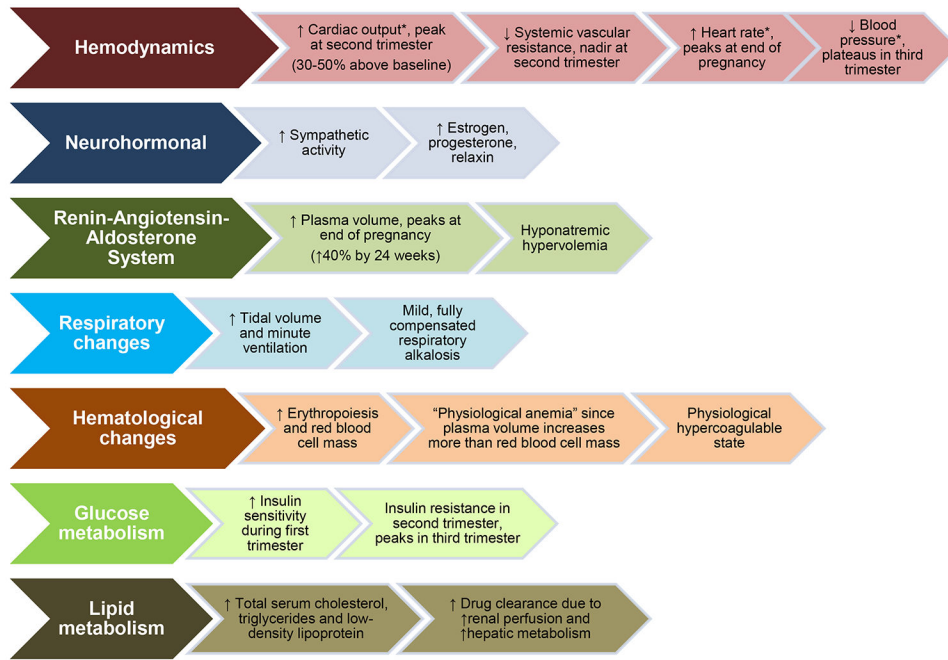 Hemodynamics
↑ Cardiac output*, peak
at second trimester
(30-50% above baseline)
↓ Systemic vascular
resistance, nadir at
second trimester
↑ Heart rate*,
peaks at end of
pregnancy
↓ Blood
pressure*,
plateaus in third
trimester
Neurohormonal
↑ Sympathetic
activity
↑ Estrogen,
progesterone,
relaxin
Renin-Angiotensin-
Aldosterone
System
↑ Plasma volume, peaks at
end of pregnancy
(↑40% by 24 weeks)
Hyponatremic
hypervolemia
Respiratory
changes
↑ Tidal volume
and minute
ventilation
Mild, fully
compensated
respiratory
alkalosis
Hematological
changes
↑ Erythropoiesis
and red blood
cell mass
“Physiological anemia” since
plasma volume increases
more than red blood cell mass
Physiological
hypercoagulable
state
Glucose
metabolism
↑ Insulin
sensitivity
during first
trimester
Insulin resistance in
second trimester,
peaks in third trimester
Lipid
metabolism
↑ Total serum cholesterol,
triglycerides and low-
density lipoprotein
↑ Drug clearance due to
↑renal perfusion and
↑hepatic metabolism